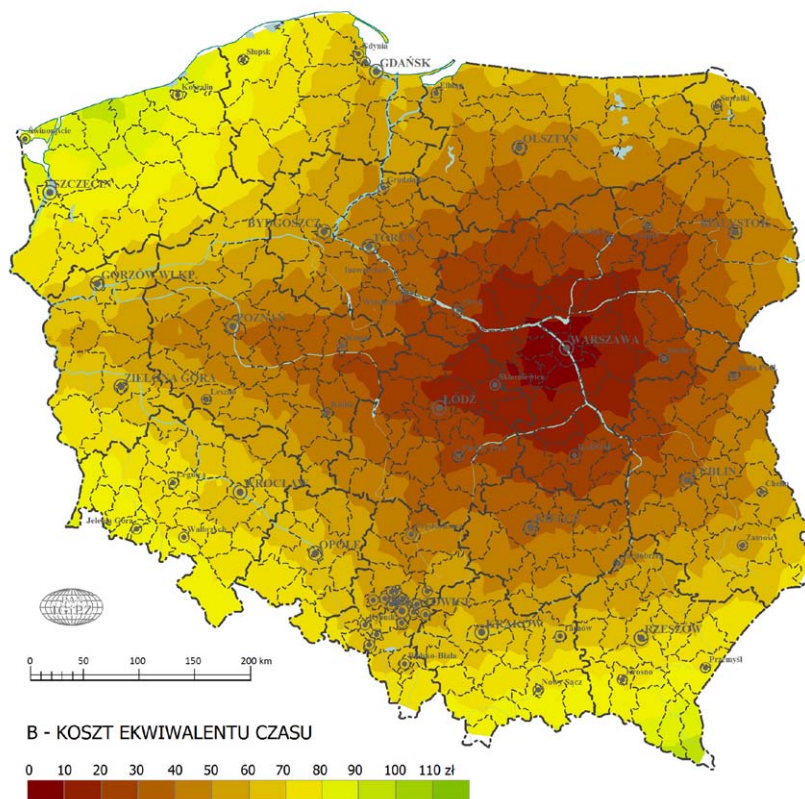 Gdynia
Słupsk
GDAŃSK
Koszalin
Elbląg
Suwałki
Świnoujście
OLSZTYN
SZCZECIN
Grudziądz
BYDGOSZCZ
TORUŃ
BIAŁYSTOK
GORZÓW WLKP.
POZNAŃ
WARSZAWA
Skierniewice
ZIELONA GÓRA
Leszno
ŁÓDŹ
LUBLIN
Chełm
Legnica
WROCŁAW
Jelenia Góra
Wałbrzych
KIELCE
Zamość
OPOLE
KRAKÓW
Tarnów
RZESZÓW
Bielsko-Biała
Przemyśl
Nowy Sącz
Krosno
0 50 100 150 200 km
B - KOSZT EKWIWALENTU CZASU
0 10 20 30 40 50 60 70 80 90 100 110 zł